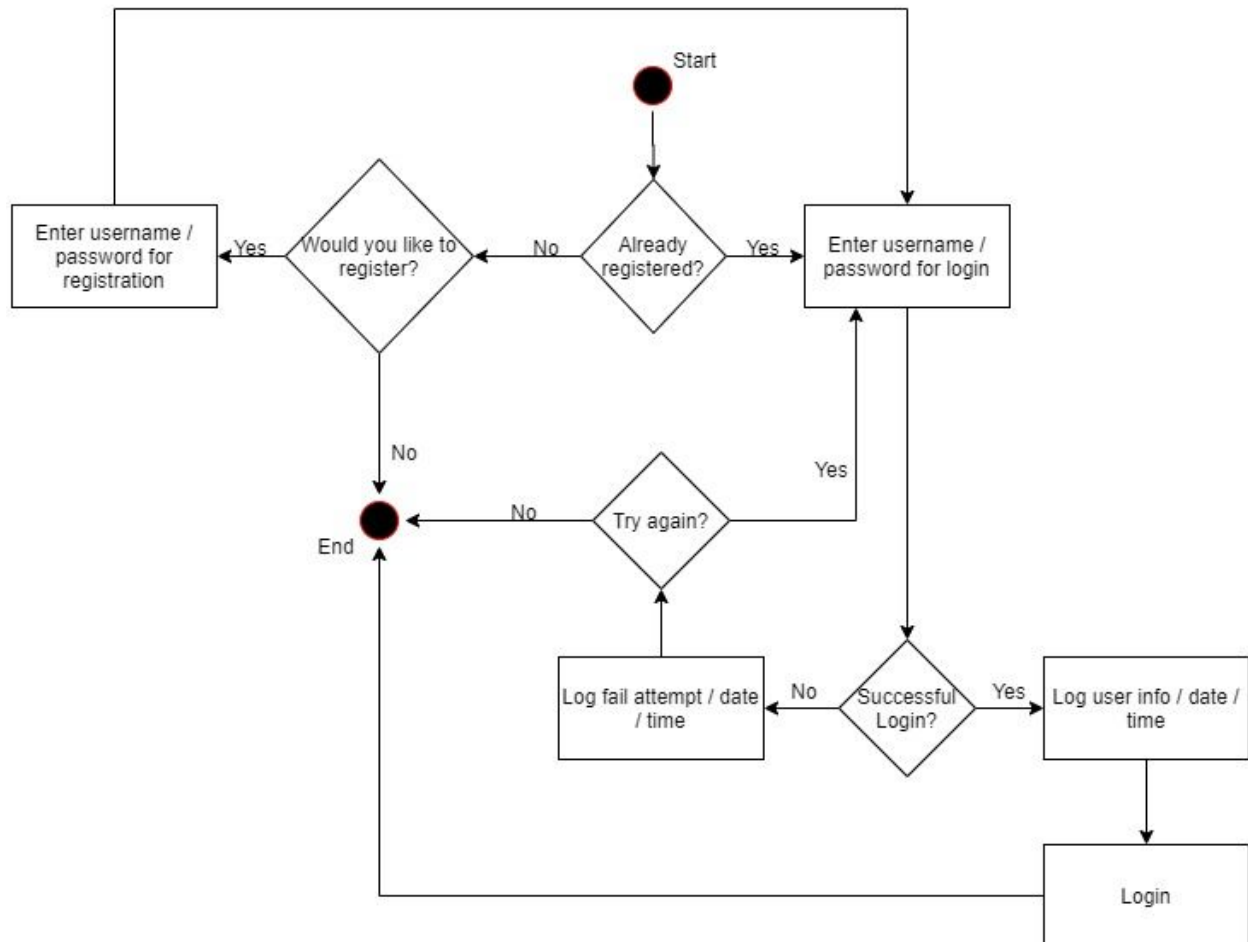 Start
Enter username /
password for
registration
Yes
Would you like to
register?
No
Already
registered?
Yes
Enter username /
password for login
No
Yes
No
Try again?
End
Log fail attempt / date
/ time
No
Successful
Login?
Yes
Log user info / date /
time
Login